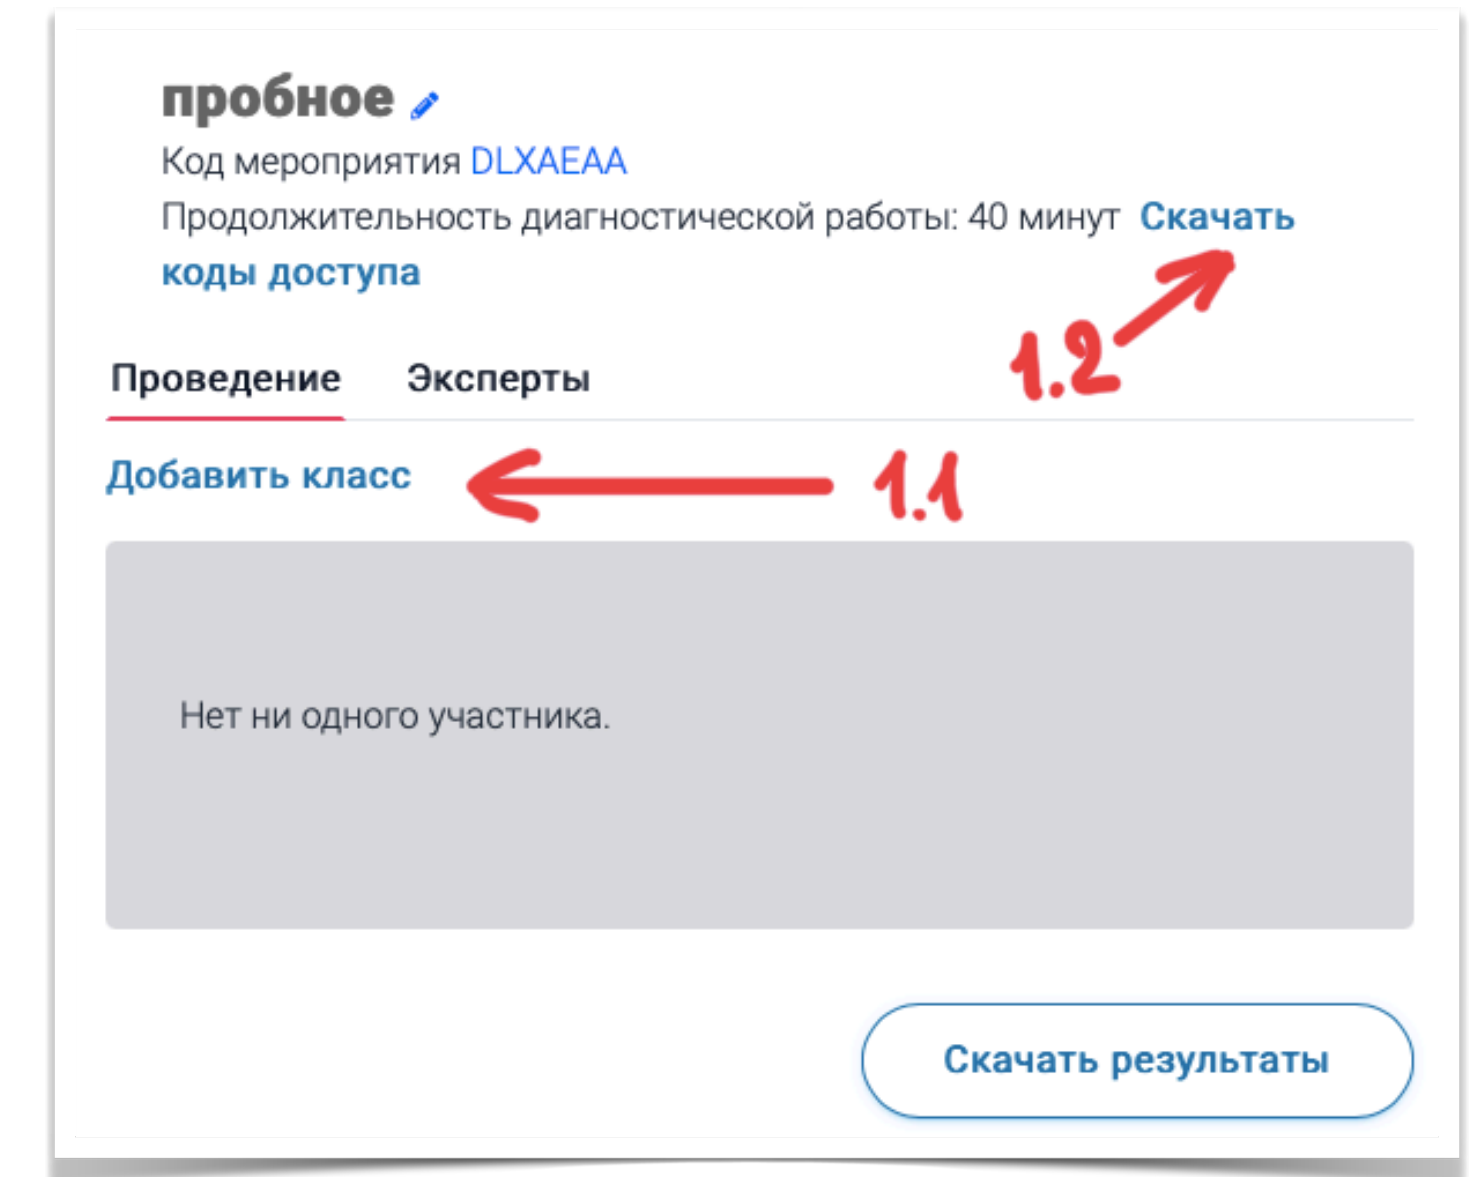 пробное
Код мероприятия DLXAEAA
Продолжительность диагностической работы: 40 минут Скачать
коды доступа
1.2
Проведение Эксперты
Добавить класс
1.1
Нет ни одного участника.
Скачать результаты